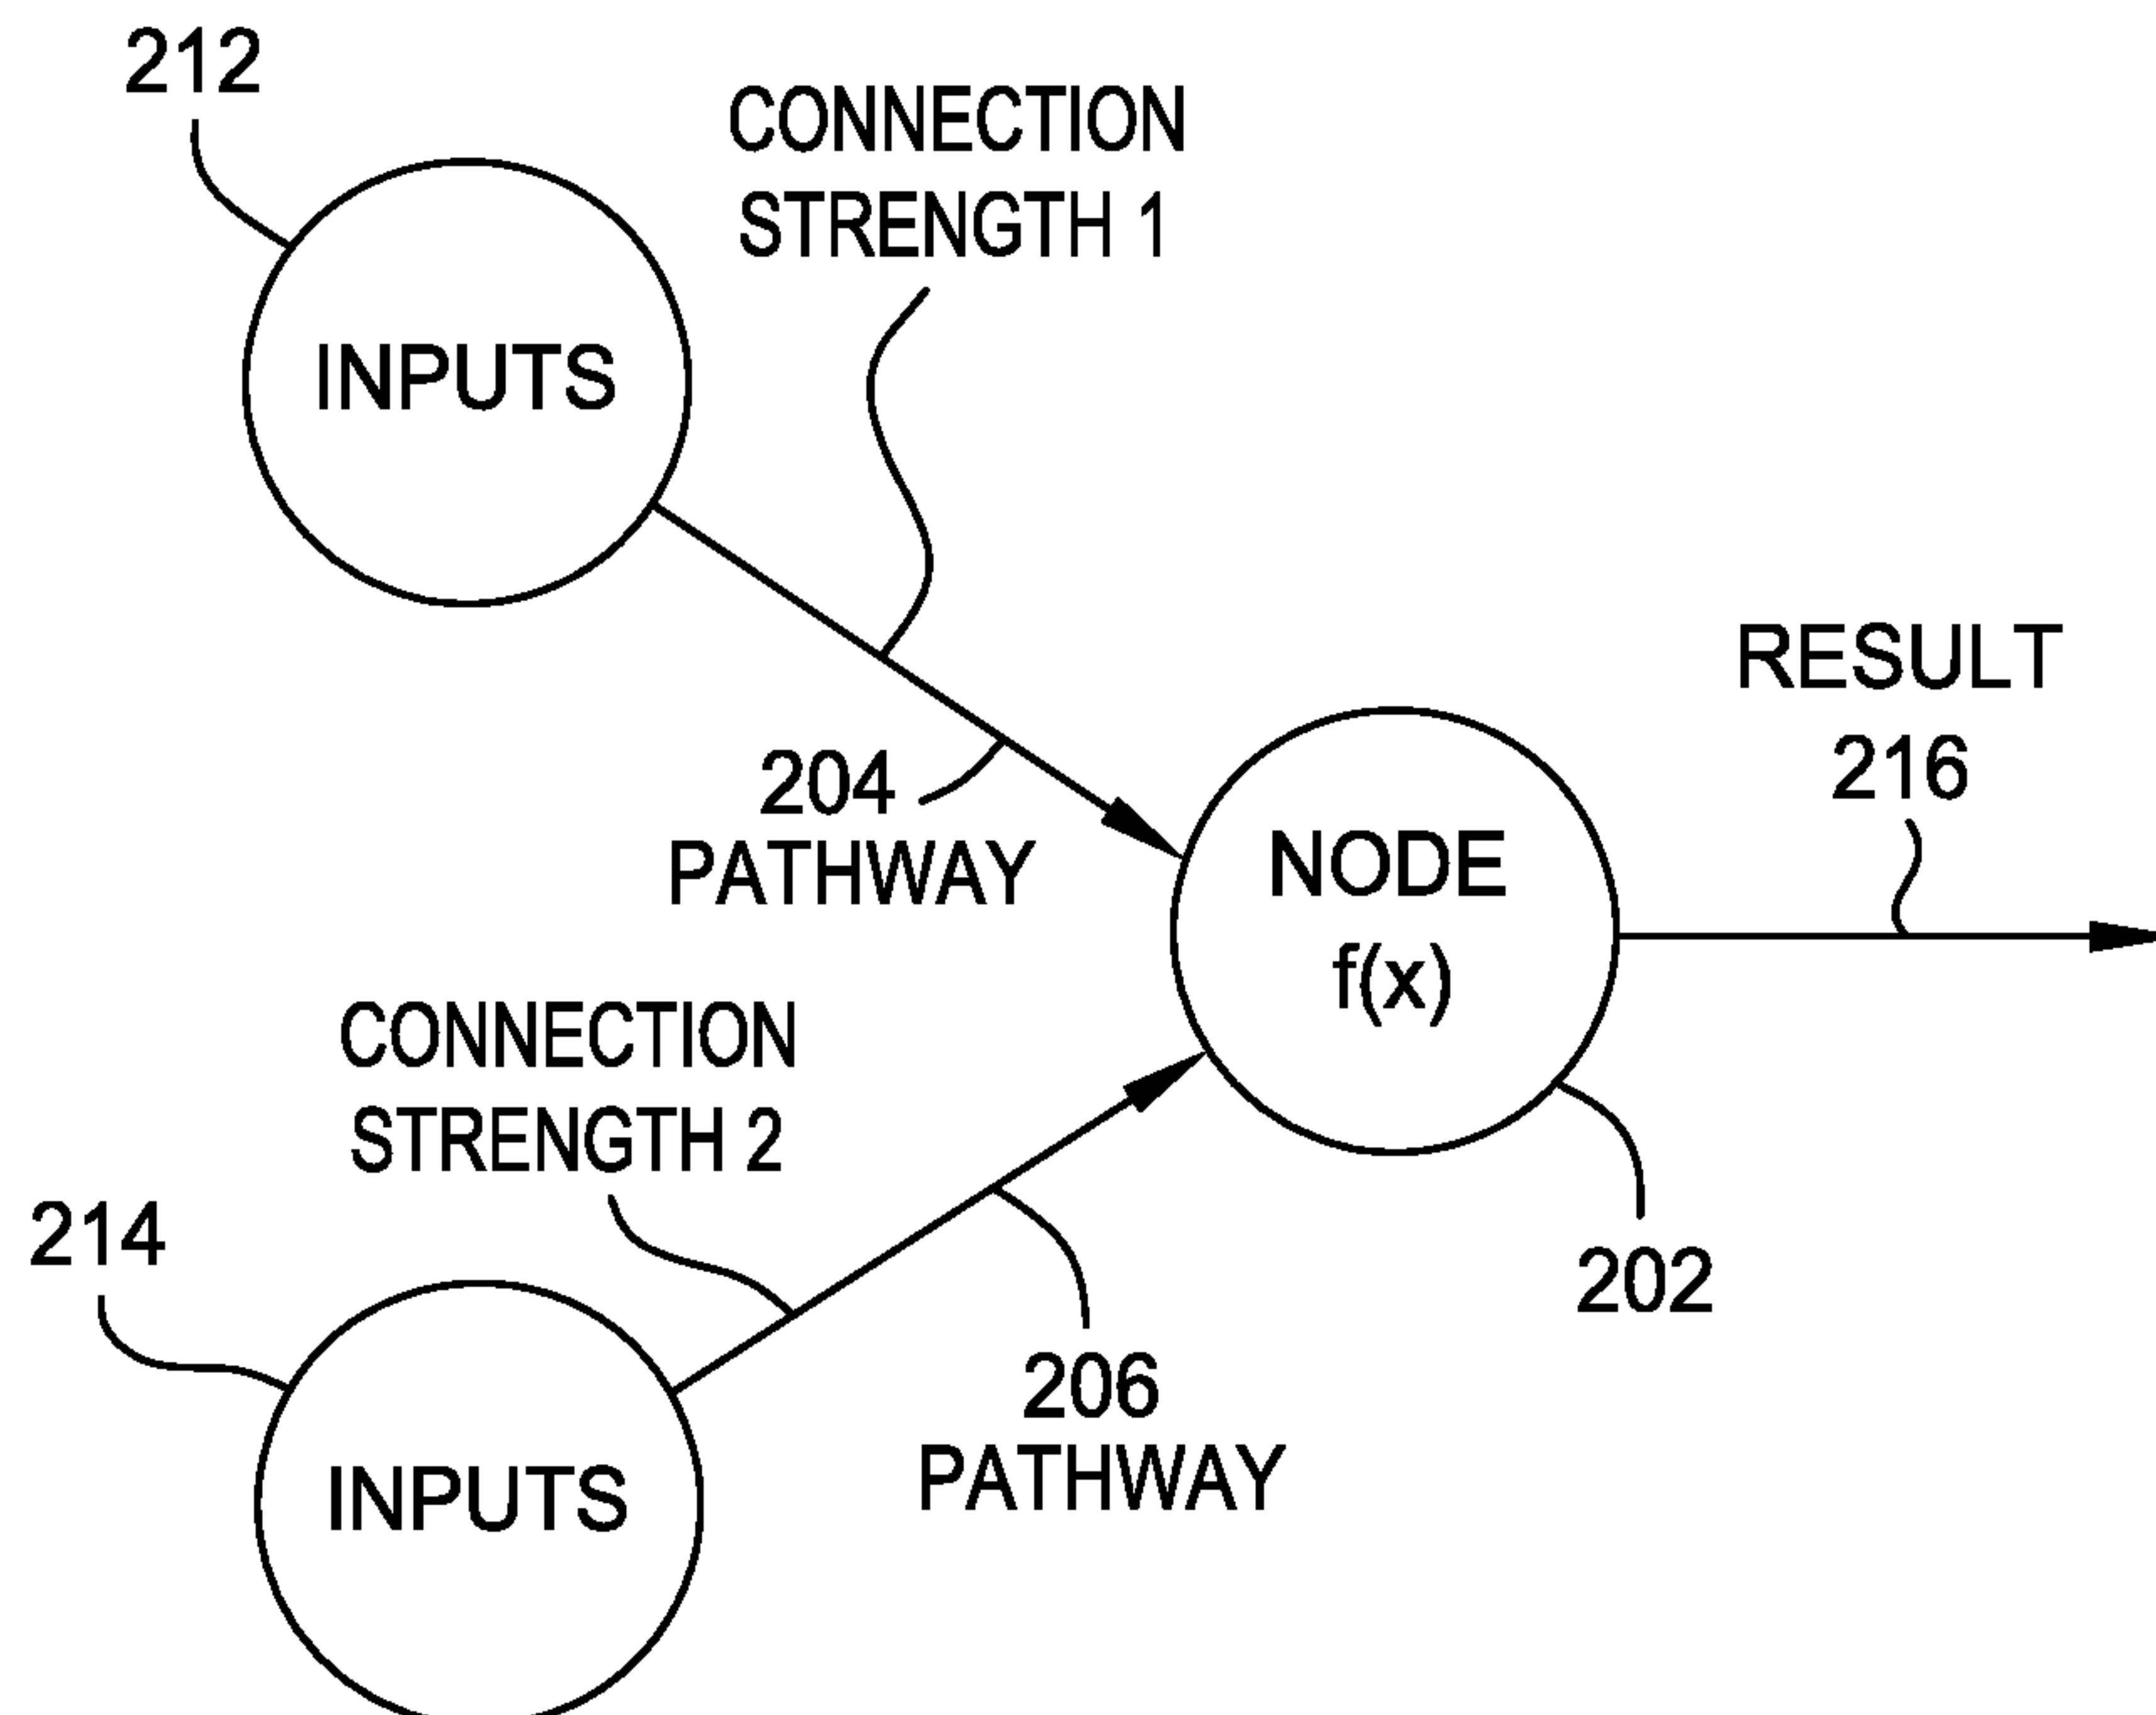 212
CONNECTION
STRENGTH 1
INPUTS
RESULT
216
204
PATHWAY
NODE
f(x)
CONNECTION
STRENGTH 2
214
202
206
PATHWAY
INPUTS